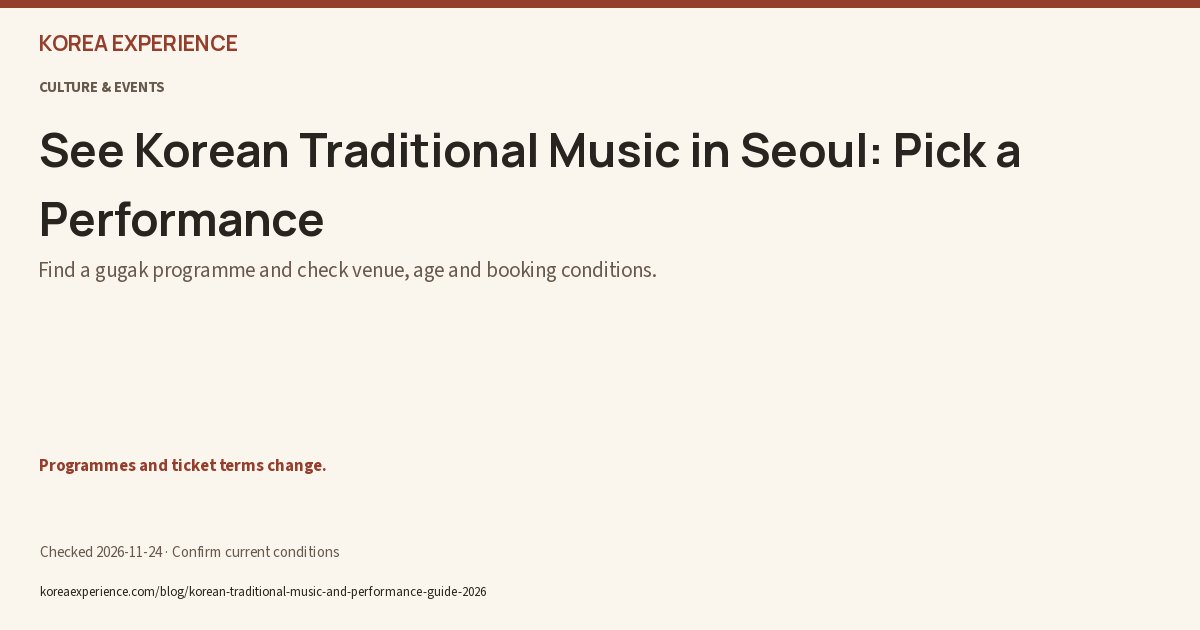 KOREA EXPERIENCE
CULTURE & EVENTS
See Korean Traditional Music in Seoul: Pick a
Performance
Find a gugak programme and check venue, age and booking conditions.
Programmes and ticket terms change.
Checked 2026-11-24 · Confirm current conditions
koreaexperience.com/blog/korean-traditional-music-and-performance-guide-2026